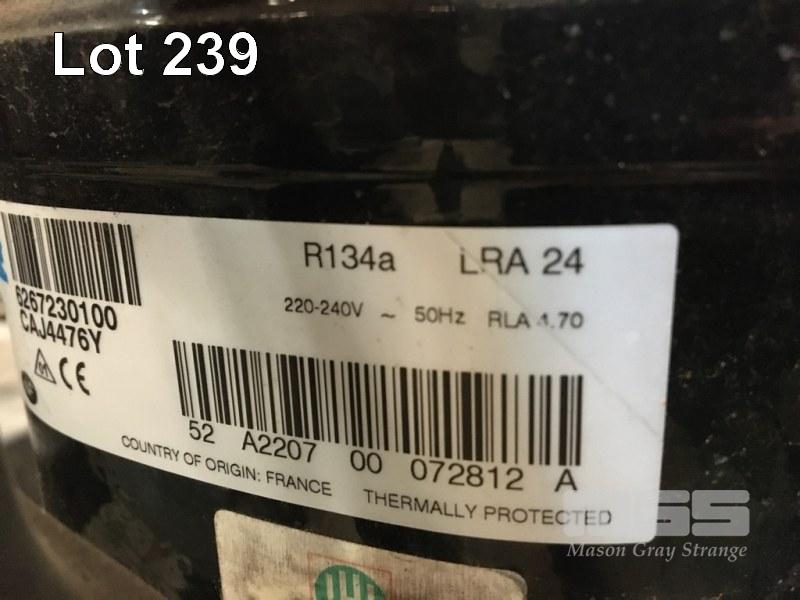 Lot 239
R134a LRA 24
6267230100
220-240V ~ 50Hz RLA 4.70
CAJ4476Y
CE
52 A2207 00 072812 A
COUNTRY OF ORIGIN: FRANCE THERMALLY PROTECTED
MGS
Mason Gray Strange